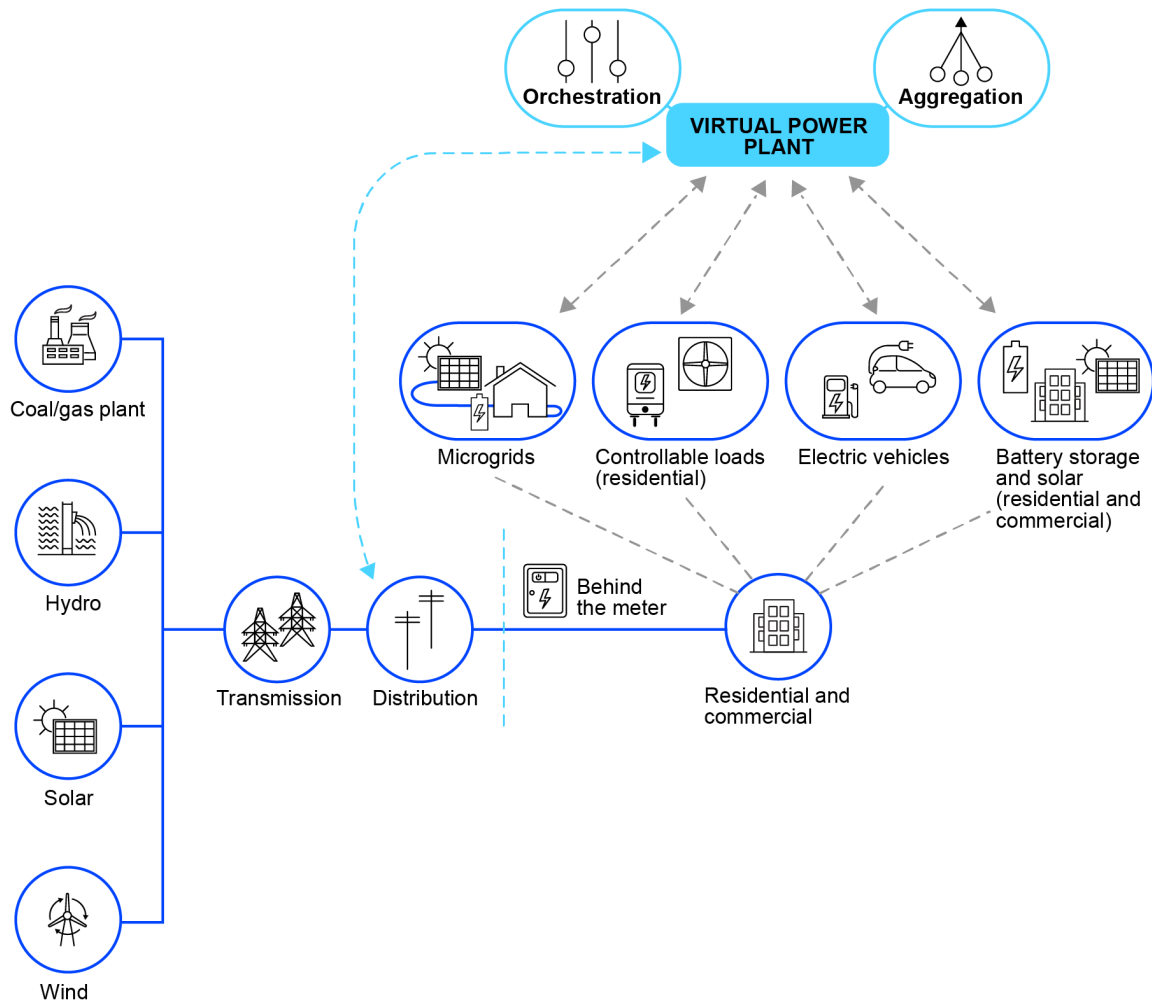 Orchestration
Aggregation
VIRTUAL POWER
PLANT
Coal/gas plant
Microgrids
Controllable loads
(residential)
Electric vehicles
Battery storage
and solar
(residential and
commercial)
Hydro
Behind
the meter
Transmission
Distribution
Residential and
commercial
Solar
Wind